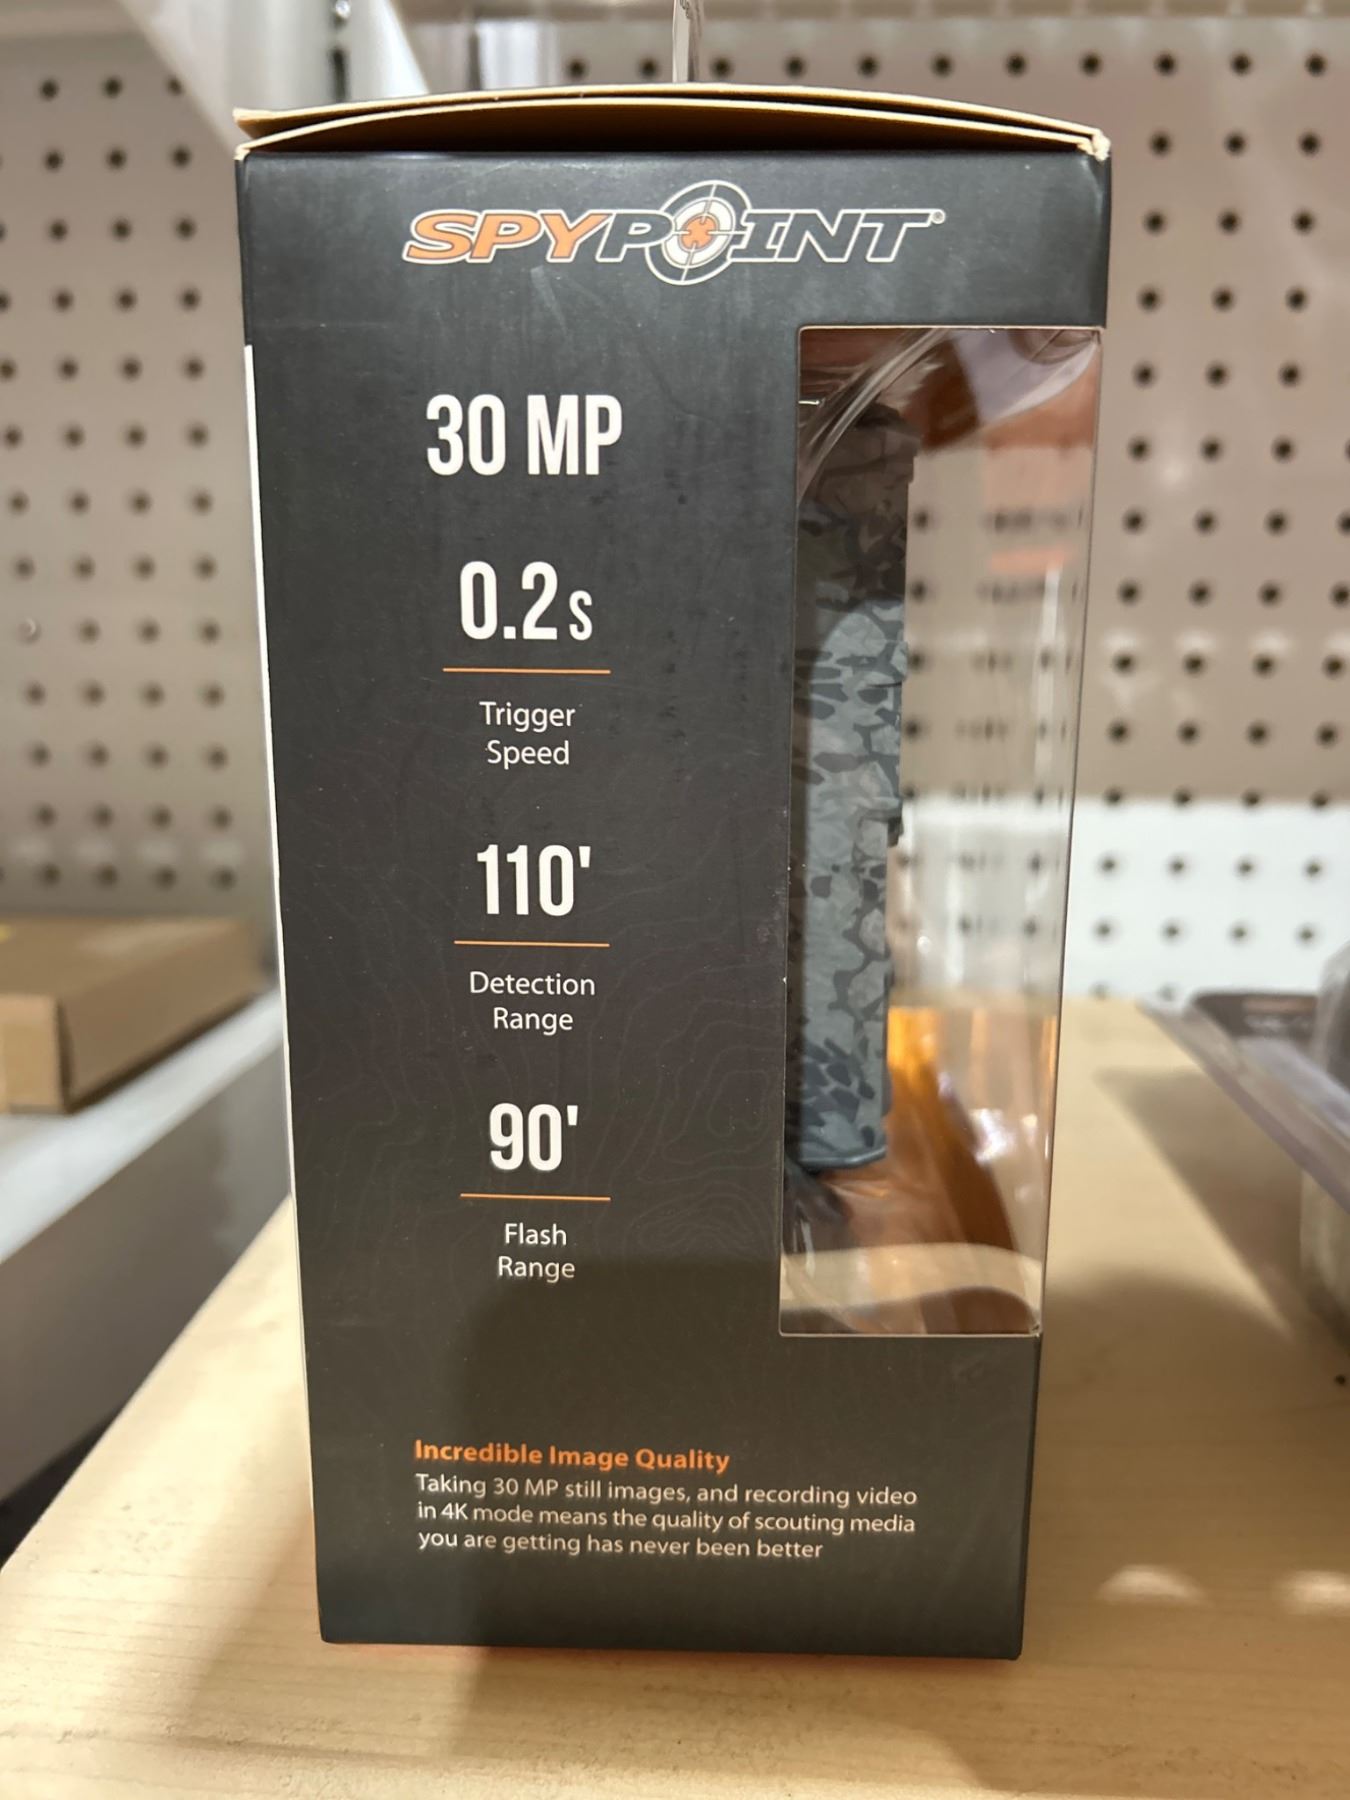 SPYPOINT®
30 MP
0.2 s
Trigger
Speed
110'
Detection
Range
90'
Flash
Range
Incredible Image Quality
Taking 30 MP still images, and recording video
in 4K mode means the quality of scouting media
you are getting has never been better